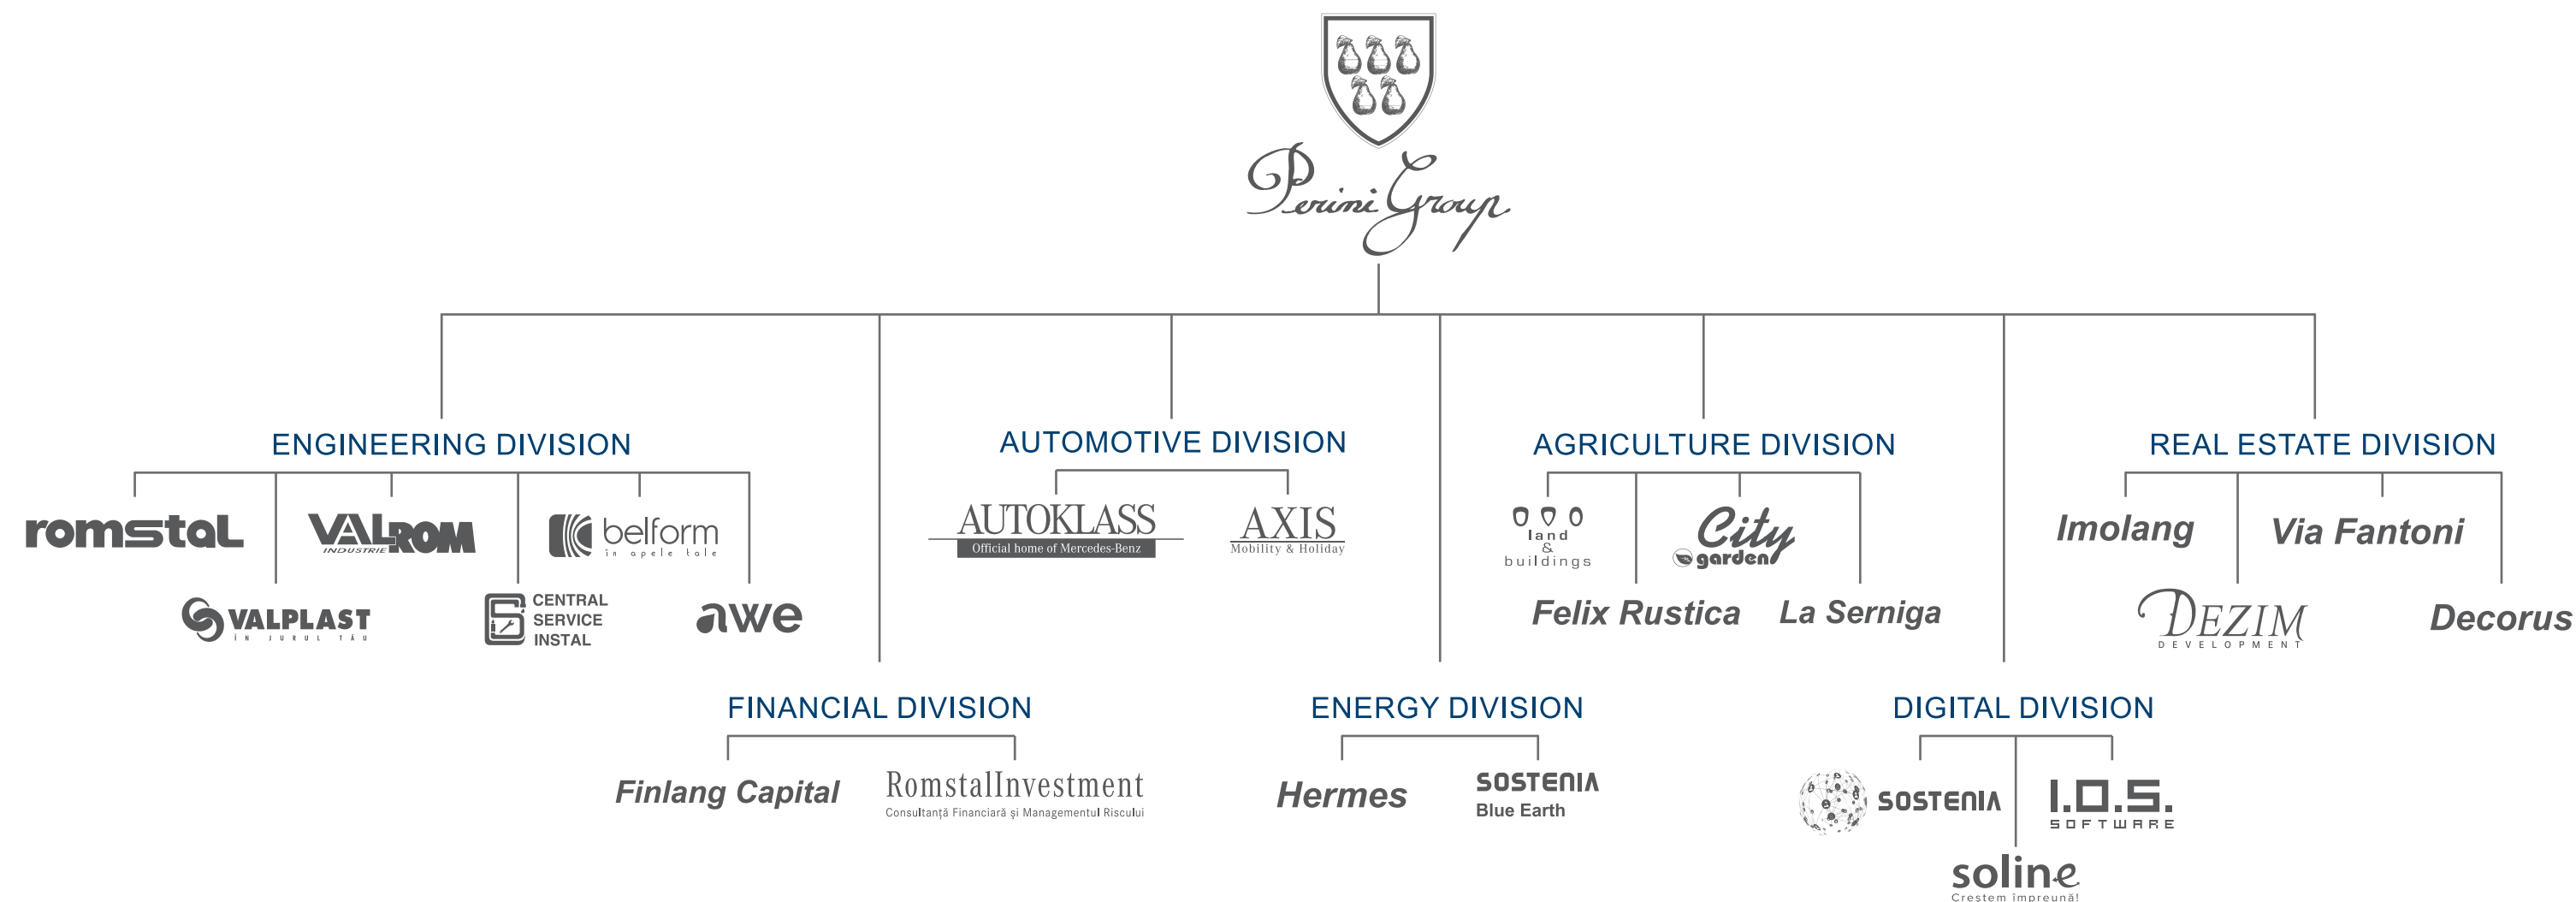 Perini Group
ENGINEERING DIVISION
romstal
VALROM
INDUSTRIE
belform
în apele tale
VALPLAST
ÎN JURUL TĂU
CENTRAL
SERVICE
INSTAL
awe
AUTOMOTIVE DIVISION
AUTOKLASS
Official home of Mercedes-Benz
AXIS
Mobility & Holiday
AGRICULTURE DIVISION
land
&
buildings
City
garden
Felix Rustica
La Serniga
REAL ESTATE DIVISION
Imolang
Via Fantoni
DEZIM
DEVELOPMENT
Decorus
FINANCIAL DIVISION
Finlang Capital
RomstalInvestment
Consultanță Financiară și Managementul Riscului
ENERGY DIVISION
Hermes
SOSTENIA
Blue Earth
DIGITAL DIVISION
SOSTENIA
I.O.S.
SOFTWARE
soline
Creștem împreună!